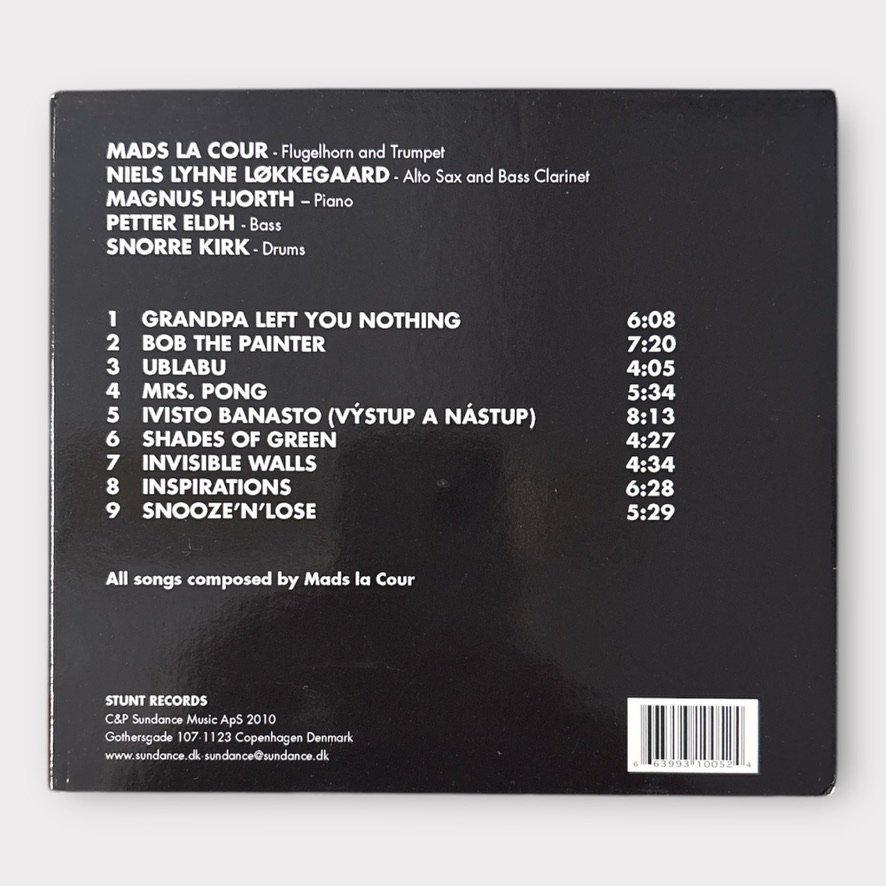 MADS LA COUR - Flugelhorn and Trumpet
NIELS LYHNE LØKKEGAARD - Alto Sax and Bass Clarinet
MAGNUS HJORTH – Piano
PETTER ELDH - Bass
SNORRE KIRK - Drums
1 GRANDPA LEFT YOU NOTHING 6:08
2 BOB THE PAINTER 7:20
3 UBLABU 4:05
4 MRS. PONG 5:34
5 IVISTO BANASTO (VÝSTUP A NÁSTUP) 8:13
6 SHADES OF GREEN 4:27
7 INVISIBLE WALLS 4:34
8 INSPIRATIONS 6:28
9 SNOOZE'N'LOSE 5:29
All songs composed by Mads la Cour
STUNT RECORDS
C&P Sundance Music ApS 2010
Gothersgade 107·1123 Copenhagen Denmark
www.sundance.dk·sundance@sundance.dk
6 63993 10052 4